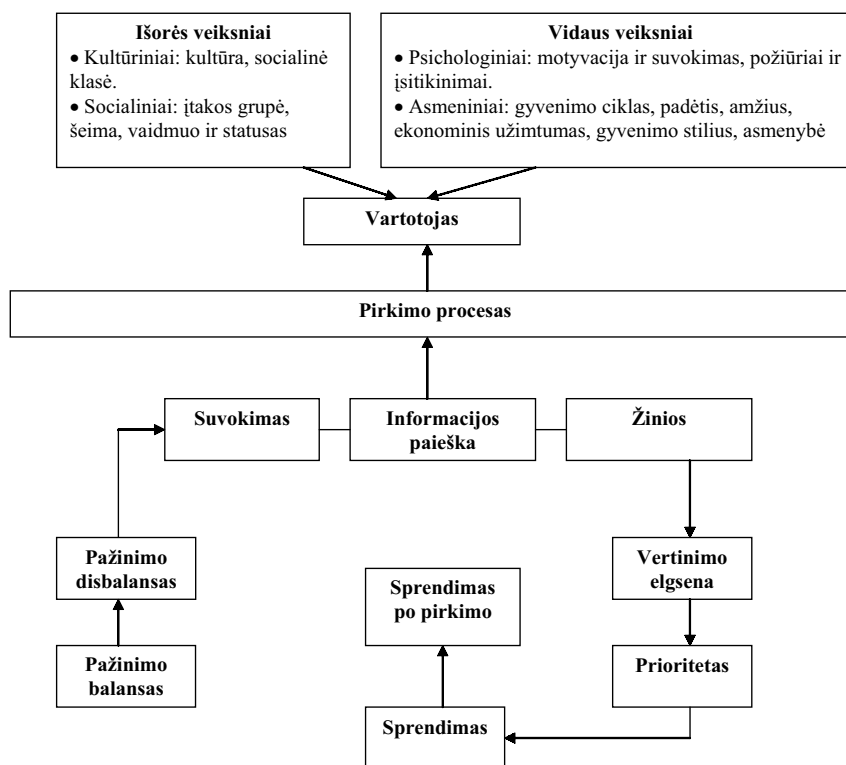 Išorės veiksniai
• Kultūriniai: kultūra, socialinė
klasė.
• Socialiniai: įtakos grupė,
šeima, vaidmuo ir statusas
Vidaus veiksniai
• Psichologiniai: motyvacija ir suvokimas, požiūriai ir
įsitikinimai.
• Asmeniniai: gyvenimo ciklas, padėtis, amžius,
ekonominis užimtumas, gyvenimo stilius, asmenybė
Vartotojas
Pirkimo procesas
Suvokimas
Informacijos
paieška
Žinios
Pažinimo
disbalansas
Sprendimas
po pirkimo
Vertinimo
elgsena
Pažinimo
balansas
Prioritetas
Sprendimas